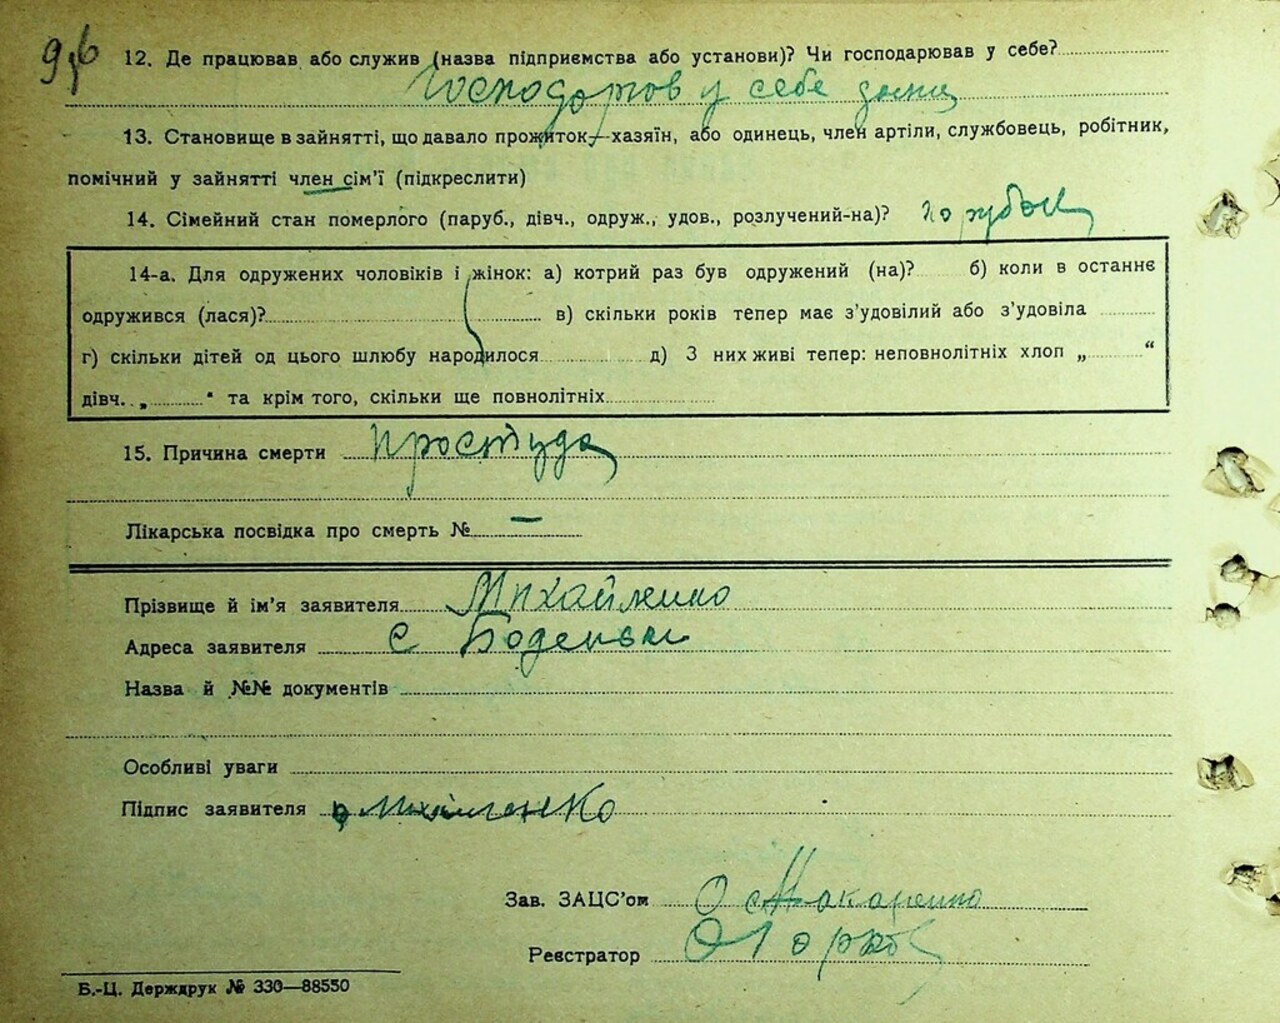 9 36
12. Де працював або служив (назва підприємства або установи)? Чи господарював у себе?
Господорюв у себе дома
13. Становище в зайнятті, що давало прожиток—хазяїн, або одинець, член артіли, службовець, робітник,
помічний у зайнятті член сім'ї (підкреслити)
14. Сімейний стан померлого (паруб., дівч., одруж., удов., розлучений-на)?
14-а. Для одружених чоловіків і жінок: а) котрий раз був одружений (на)? б) коли в останнє
одружився (лася)? в) скільки років тепер має з'удовілий або з'удовіла
г) скільки дітей од цього шлюбу народилося д) З них живі тепер: неповнолітніх хлоп „ “
дівч. „ “ та крім того, скільки ще повнолітніх
15. Причина смерти простуда
Лікарська посвідка про смерть № —
Прізвище й ім'я заявителя Михайленко
Адреса заявителя с Боденьки
Назва й №№ документів
Особливі уваги
Підпис заявителя Михайленко
Зав. ЗАЦС'ом О Макаренко
Реєстратор
Б.-Ц. Держдрук № 330—88550